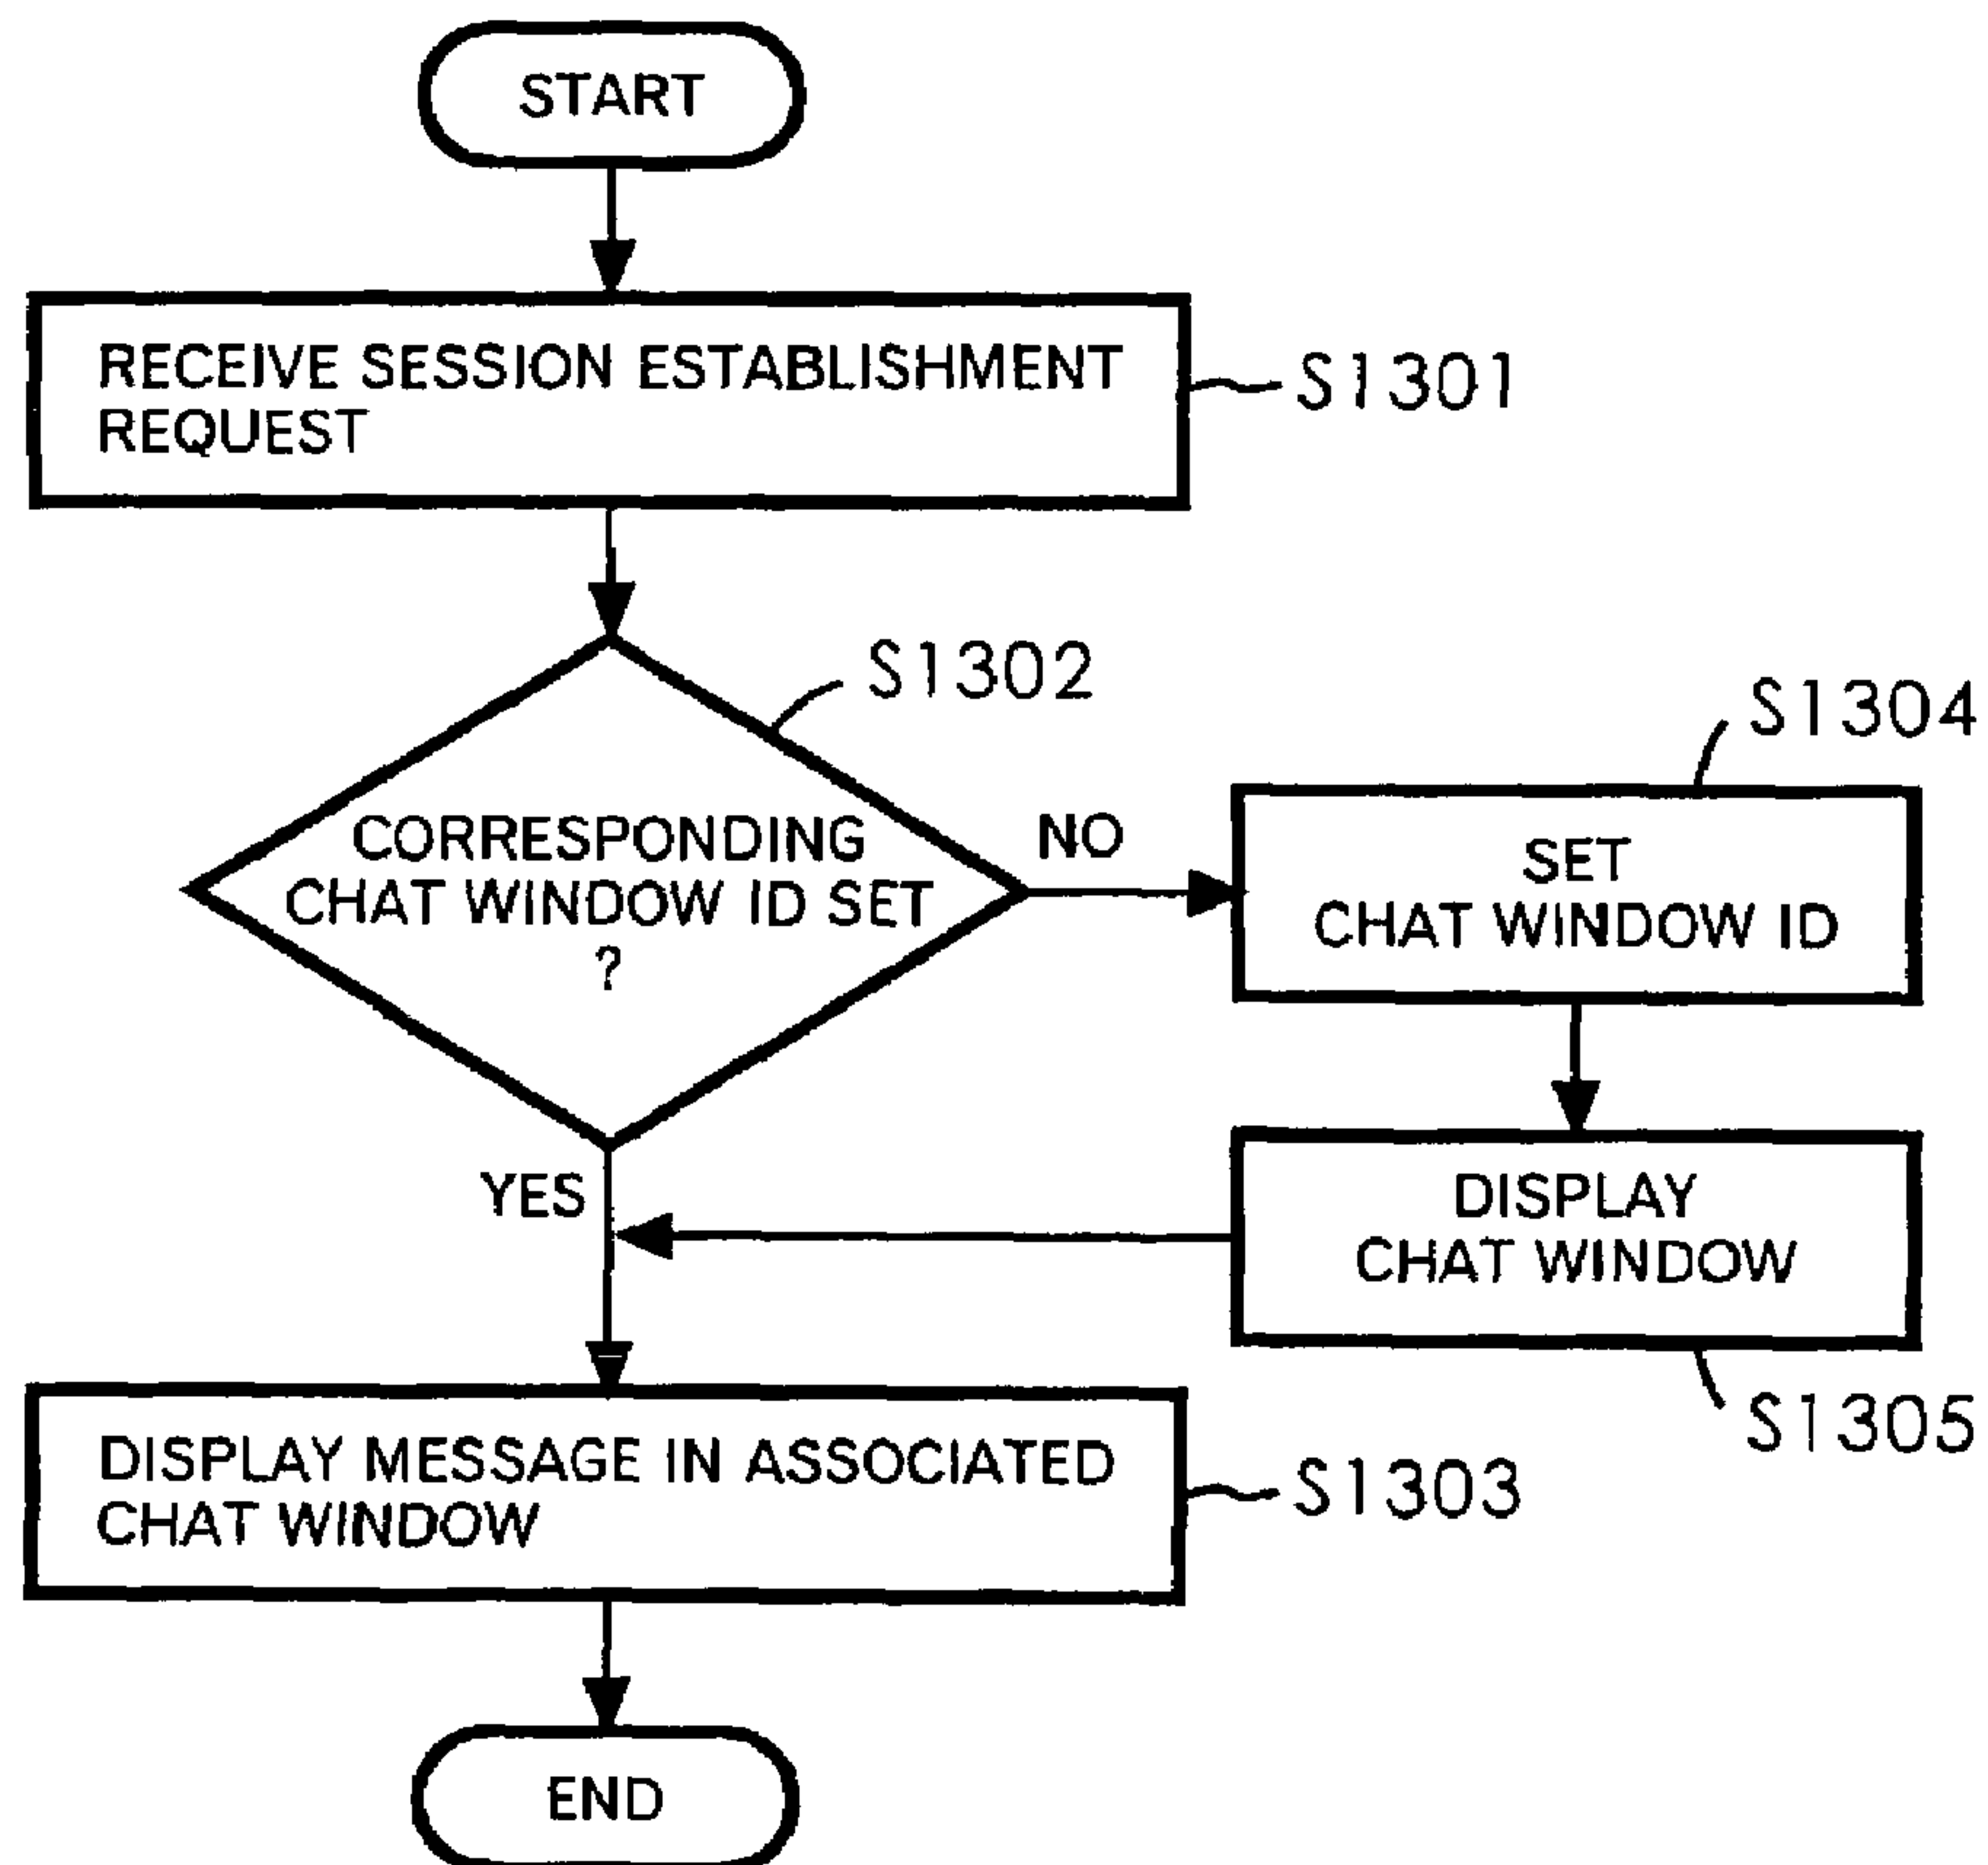 START
RECEIVE SESSION ESTABLISHMENT
REQUEST
S1301
S1302
CORRESPONDING
CHAT WINDOW ID SET
?
NO
S1304
SET
CHAT WINDOW ID
YES
DISPLAY
CHAT WINDOW
S1305
DISPLAY MESSAGE IN ASSOCIATED
CHAT WINDOW
S1303
END